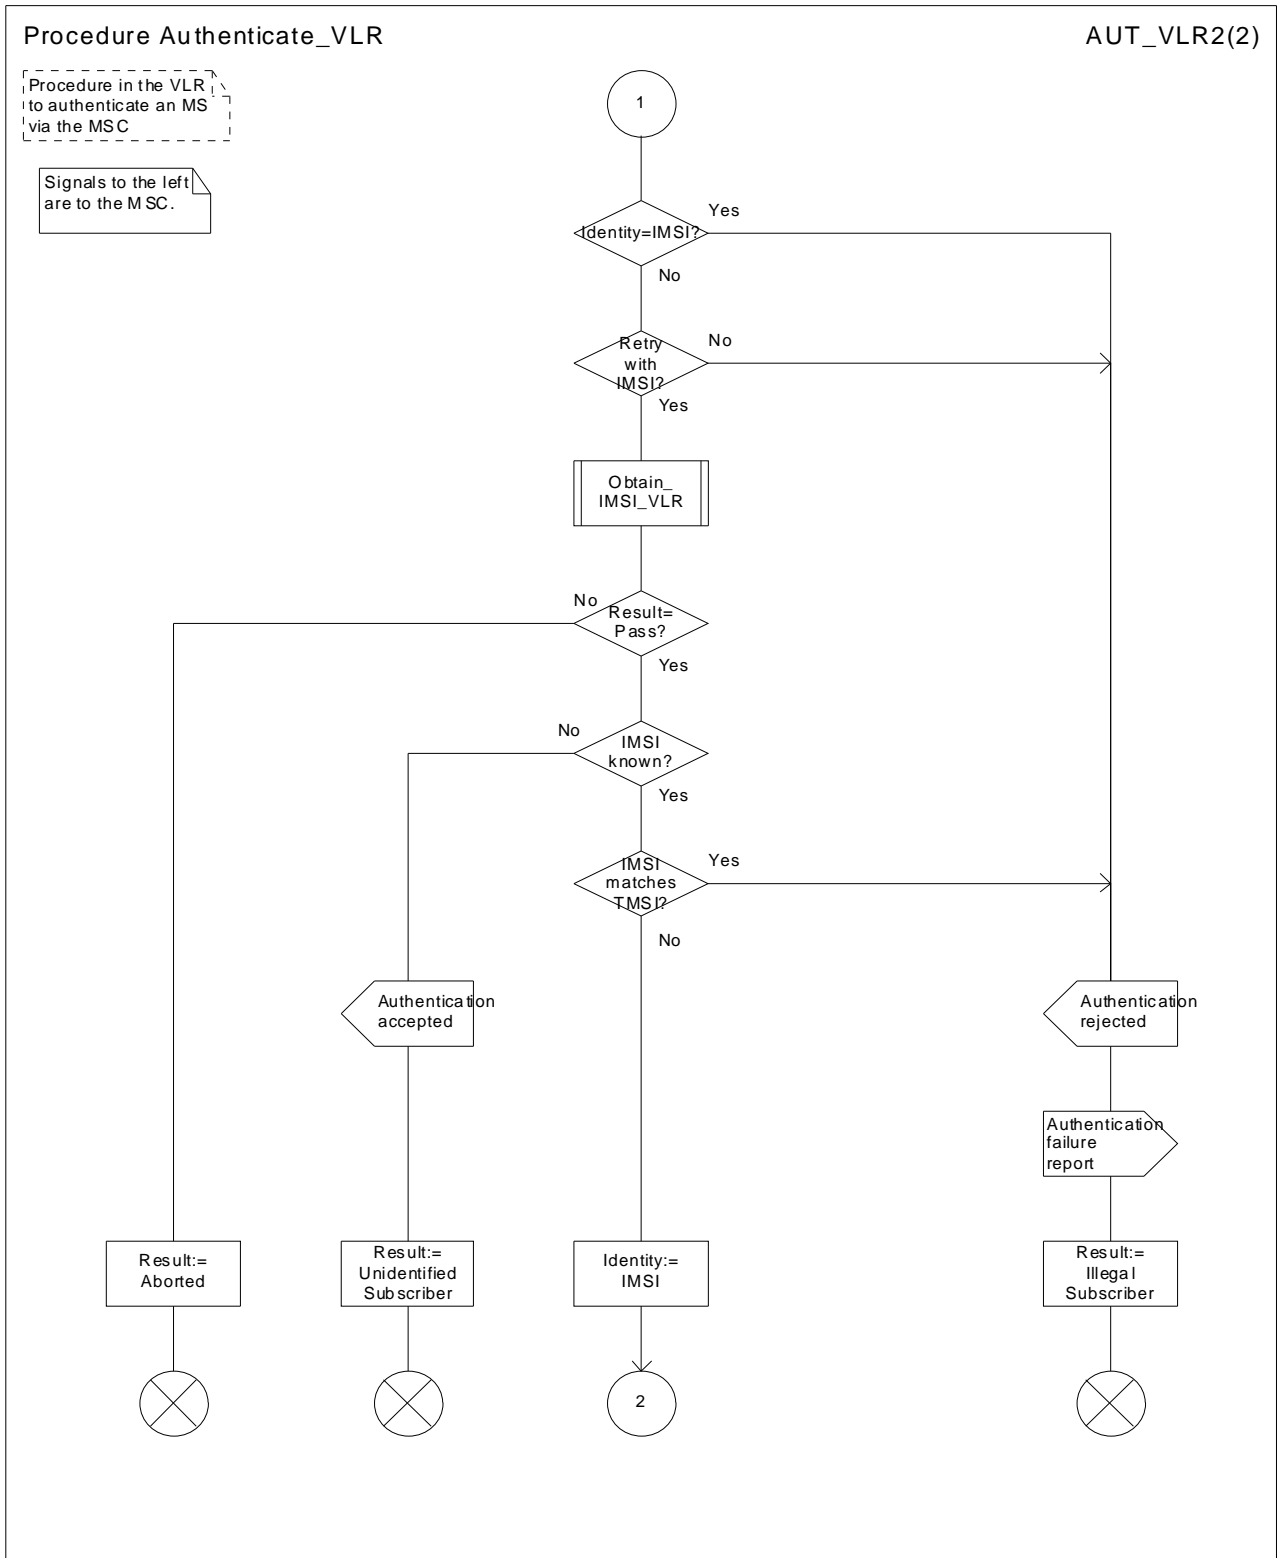 Procedure Authenticate_VLR
AUT_VLR2(2)
Procedure in the VLR
to authenticate an MS
via the MSC
Signals to the left
are to the MSC.
1
Identity=IMSI?
Yes
No
Retry
with
IMSI?
No
Yes
Obtain_
IMSI_VLR
Result=
Pass?
No
Yes
IMSI
known?
No
Yes
IMSI
matches
TMSI?
Yes
No
Authentication
accepted
Authentication
rejected
Authentication
failure
report
Result:=
Aborted
Result:=
Unidentified
Subscriber
Identity:=
IMSI
Result:=
Illegal
Subscriber
2